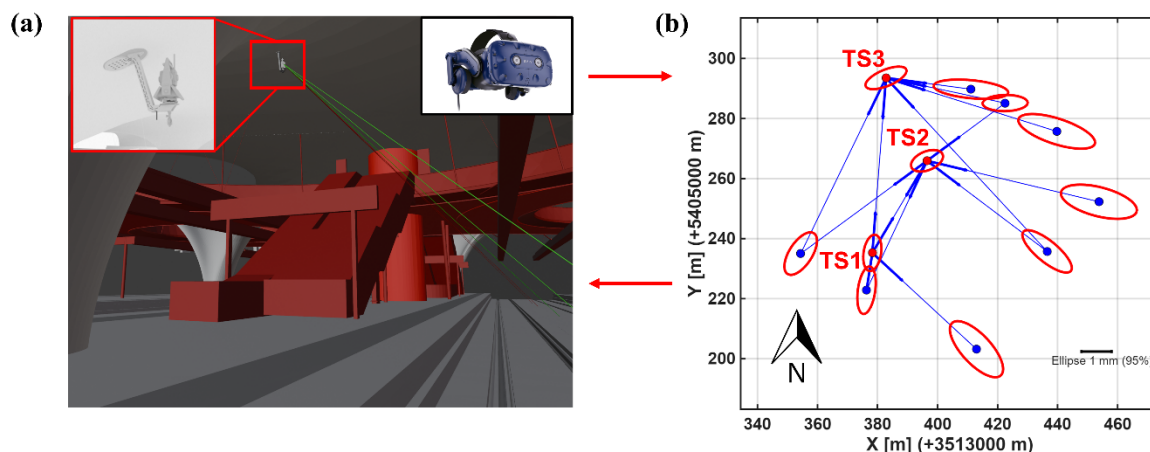 (a)
(b)
300
280
260
240
220
200
Y [m] (+5405000 m)
TS3
TS2
TS1
N
Ellipse 1 mm (95%)
340 360 380 400 420 440 460
X [m] (+3513000 m)